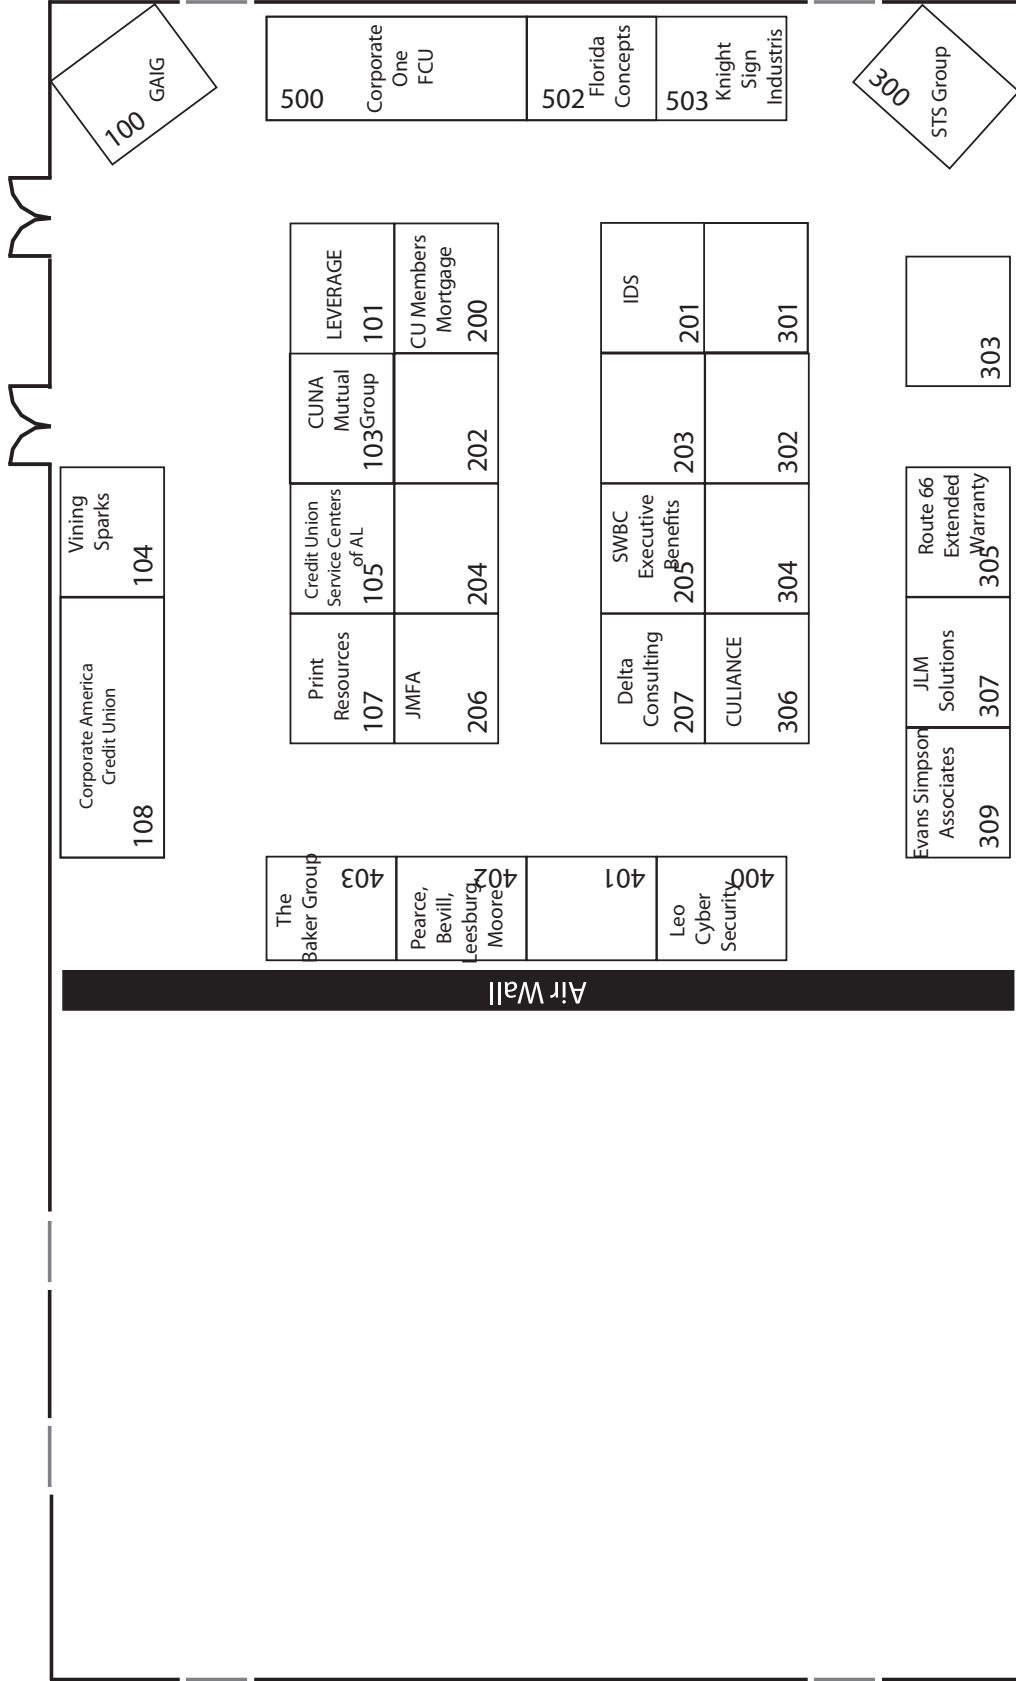 GAIG
100
Corporate
One
FCU
500
Florida
Concepts
502
Knight
Sign
Industris
503
STS Group
300
LEVERAGE
101
CU Members
Mortgage
200
IDS
201
301
303
CUNA
Mutual
Group
103
202
203
302
Vining
Sparks
104
Credit Union
Service Centers
of AL
105
204
SWBC
Executive
Benefits
205
304
Route 66
Extended
Warranty
305
Corporate America
Credit Union
108
Print
Resources
107
JMFA
206
Delta
Consulting
207
CULIANCE
306
JLM
Solutions
307
Evans Simpson
Associates
309
The
Baker Group
403
Pearce,
Bevill,
Leesburg,
Moore
402
401
Leo
Cyber
Security
400
Air Wall